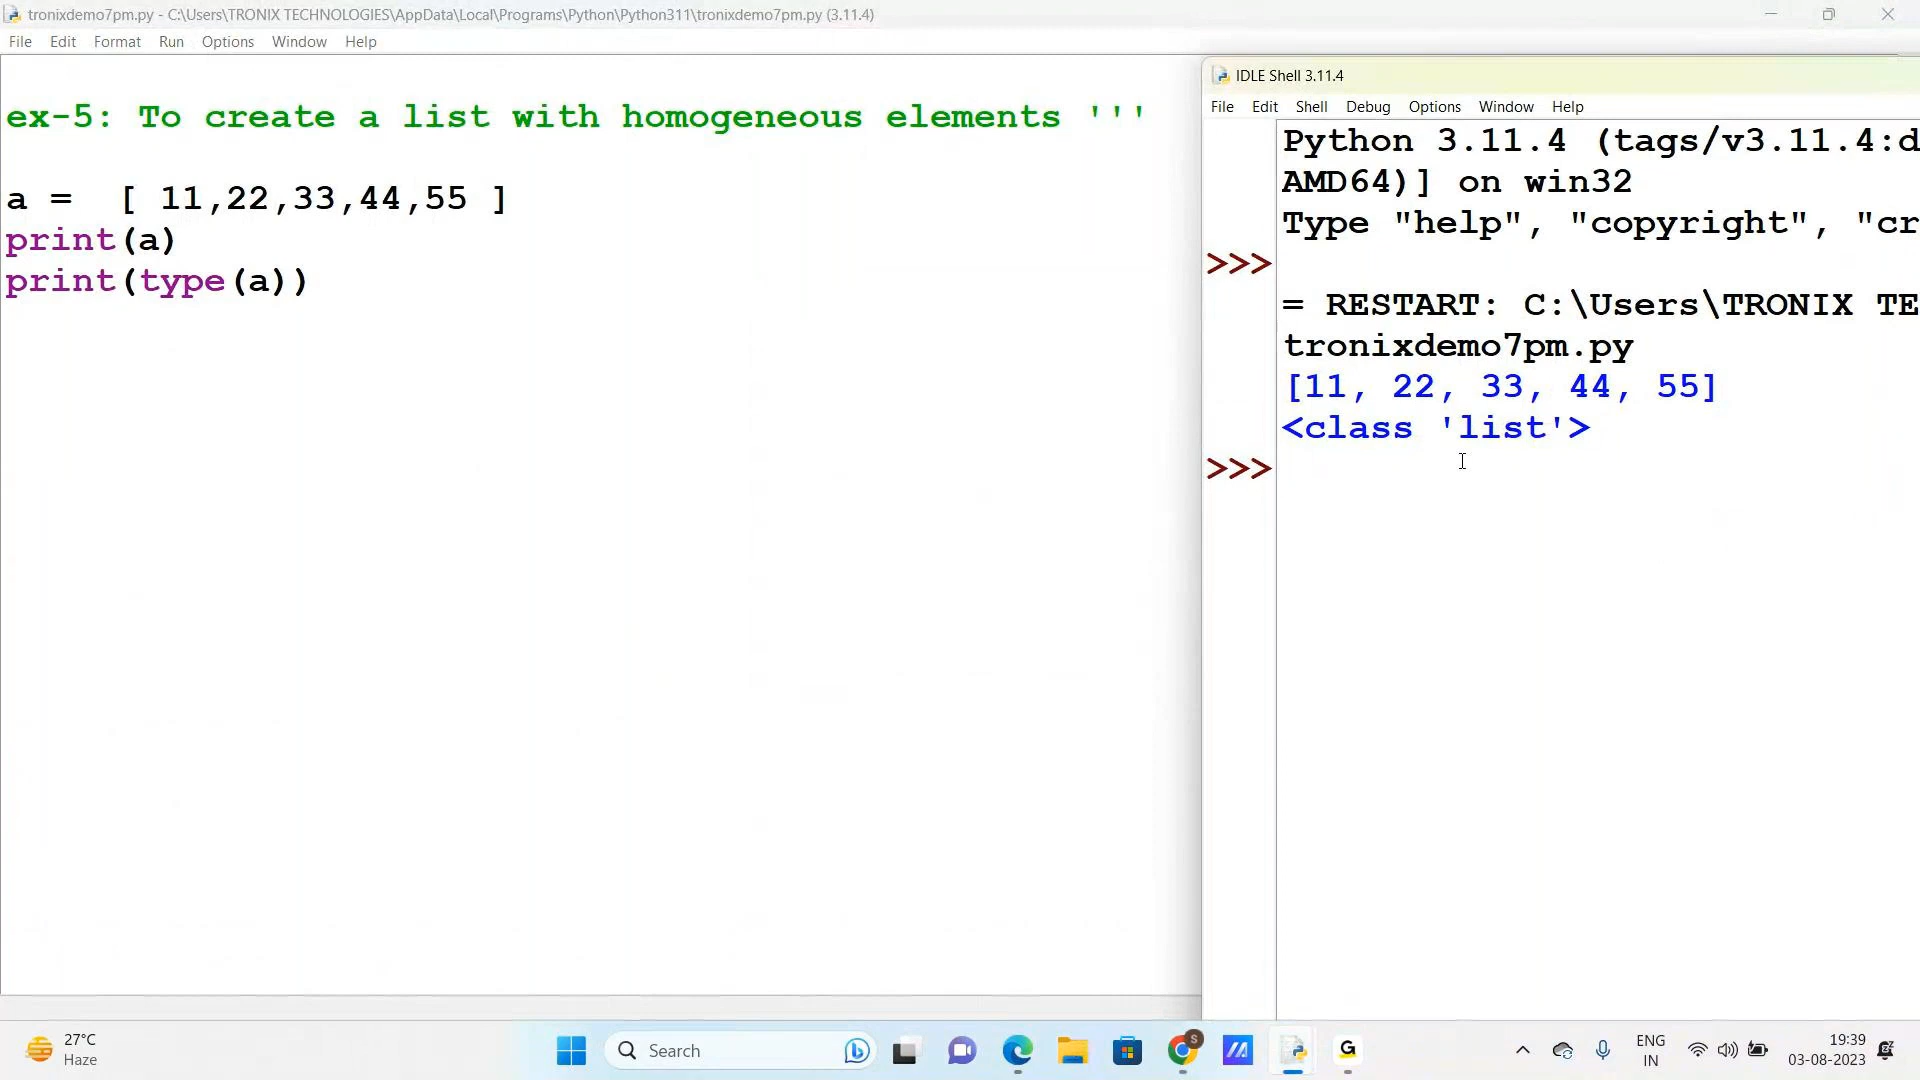 tronixdemo7pm.py - C:\Users\TRONIX TECHNOLOGIES\AppData\Local\Programs\Python\Python311\tronixdemo7pm.py (3.11.4)
File Edit Format Run Options Window Help
ex-5: To create a list with homogeneous elements '''
a =  [ 11,22,33,44,55 ]
print(a)
print(type(a))
IDLE Shell 3.11.4
File Edit Shell Debug Options Window Help
Python 3.11.4 (tags/v3.11.4:d
AMD64)] on win32
Type "help", "copyright", "cr
>>>
= RESTART: C:\Users\TRONIX TE
tronixdemo7pm.py
[11, 22, 33, 44, 55]
<class 'list'>
>>>
27°C
Haze
Search
S
G
ENG
IN
19:39
03-08-2023